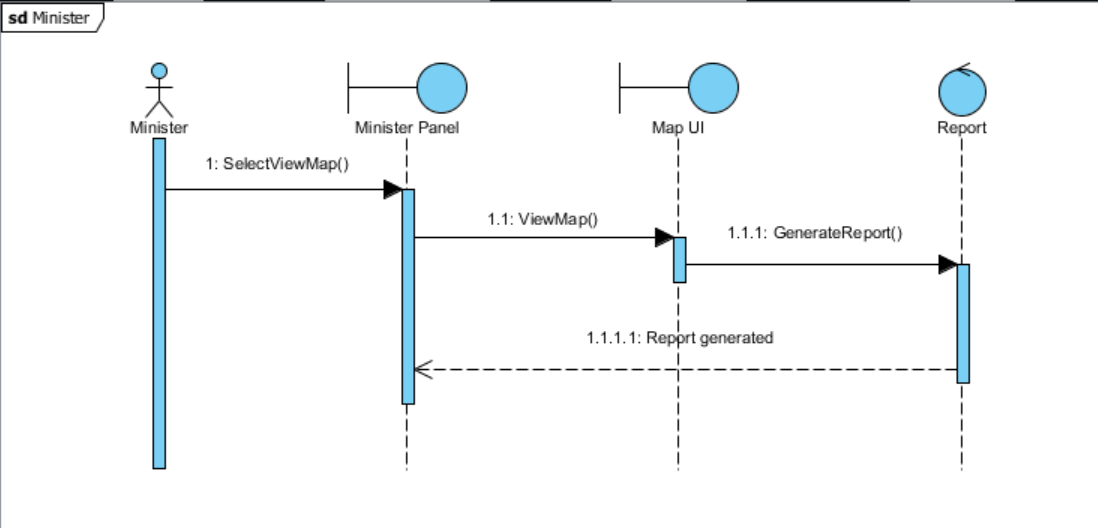 sd Minister
Minister
Minister Panel
Map UI
Report
1: SelectViewMap()
1.1: ViewMap()
1.1.1: GenerateReport()
1.1.1.1: Report generated